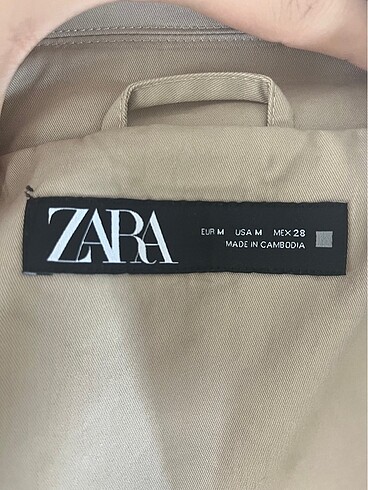 ZARA
EUR M USA M MEX 28
MADE IN CAMBODIA